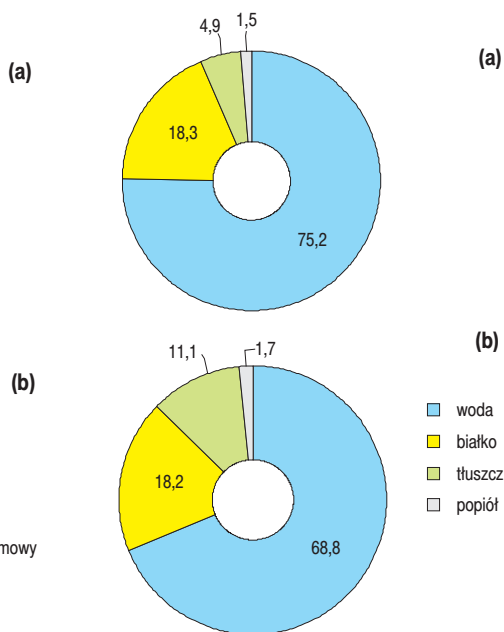 4,9
1,5
(a)
(a)
18,3
75,2
(b)
11,1
1,7
(b)
woda
białko
18,2
tłuszcz
popiół
mowy
68,8